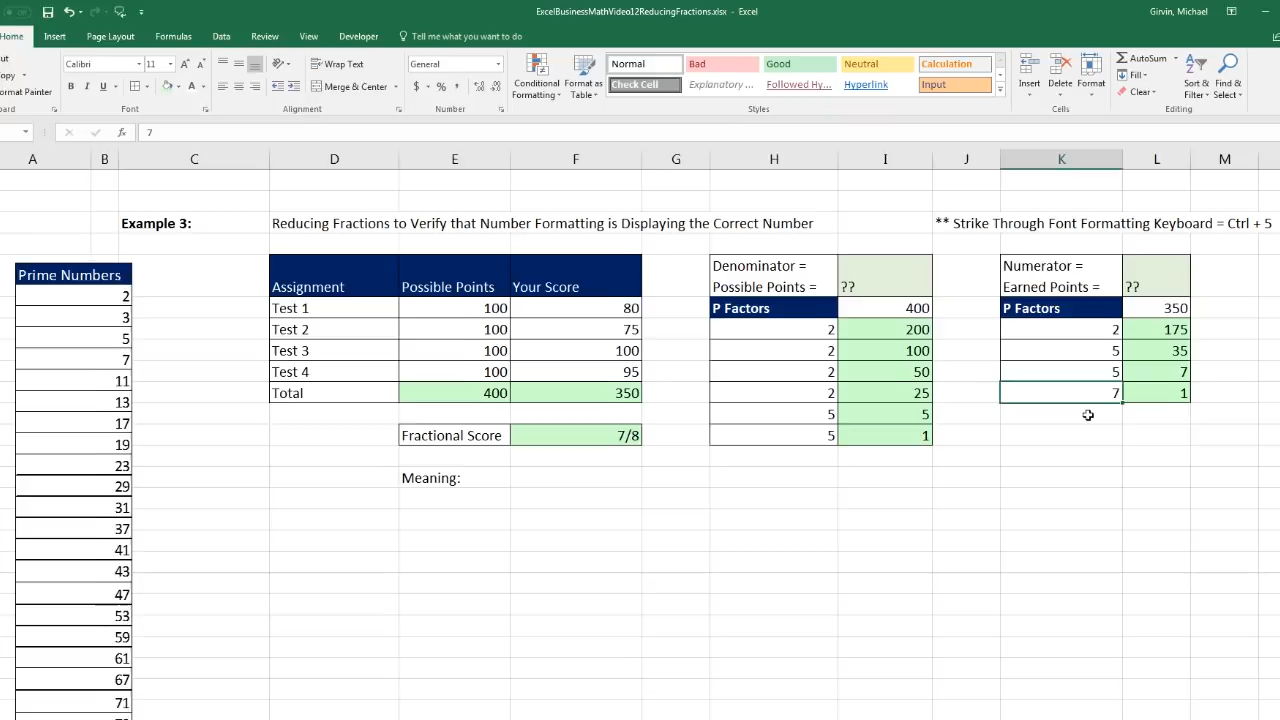 ExcelBusinessMathVideo12ReducingFractions.xlsx - Excel
Girvin, Michael
Home Insert Page Layout Formulas Data Review View Developer Tell me what you want to do
Calibri 11 Wrap Text General
Merge & Center
Conditional Formatting
Format as Table
Normal Bad Good Neutral Calculation
Check Cell Explanatory ... Followed Hy... Hyperlink Input
Insert Delete Format
AutoSum
Fill
Clear
Sort & Filter
Find & Select
ut
opy
ormat Painter
oard Font Alignment Number Styles Cells Editing
fx 7
A B C D E F G H I J K L M
Example 3: Reducing Fractions to Verify that Number Formatting is Displaying the Correct Number ** Strike Through Font Formatting Keyboard = Ctrl + 5
Prime Numbers
2
3
5
7
11
13
17
19
23
29
31
37
41
43
47
53
59
61
67
71
Assignment Possible Points Your Score
Test 1 100 80
Test 2 100 75
Test 3 100 100
Test 4 100 95
Total 400 350
Fractional Score 7/8
Meaning:
Denominator =
Possible Points = ??
P Factors 400
2 200
2 100
2 50
2 25
5 5
5 1
Numerator =
Earned Points = ??
P Factors 350
2 175
5 35
5 7
7 1